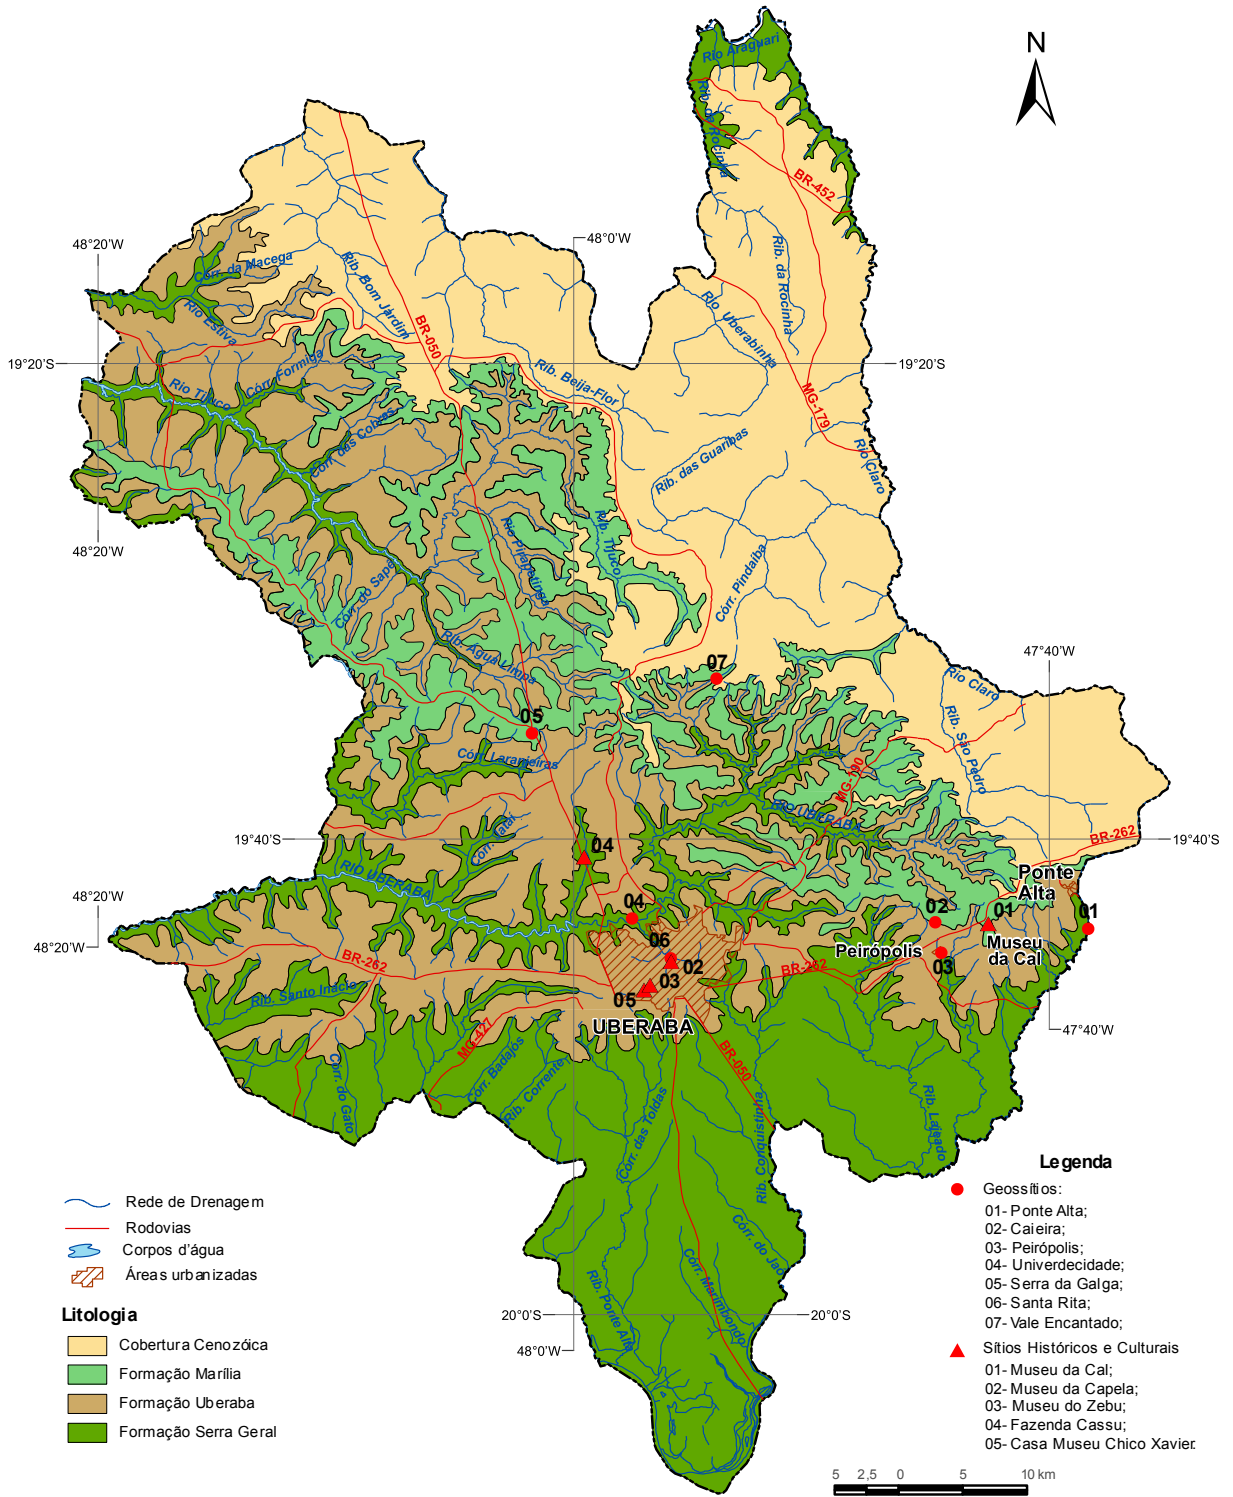 N
Rio Araguari
Rib. da Rocinha
BR-452
48°20'W
48°0'W
Córr. da Macega
Rib. Bom Jardim
Rib. da Rocinha
Rio Estiva
Rio Uberabinha
BR-050
19°20'S
19°20'S
Córr. Formiga
Rib. Beija-Flor
Rio Tijuco
MG-179
Córr. das Cobras
Rib. das Guaribas
Rio Claro
48°20'W
Rio Pirapetinga
Rib. Tijuco
Córr. do Sapé
Córr. Pindaíba
Rib. Água Limpa
07
47°40'W
Rio Claro
05
Rib. São Pedro
Córr. Laranjeiras
MG-190
RIO UBERABA
Córr. Tataí
19°40'S
04
BR-262
19°40'S
RIO UBERABA
Ponte
Alta
48°20'W
04
02
01
01
48°20'W
06
Peirópolis
Museu
da Cal
BR-262
02
BR-262
03
03
05
Rib. Santo Inácio
UBERABA
47°40'W
MG-427
BR-050
Córr. do Gato
Córr. Badajós
Rib. Corrente
Córr. das Toldas
Rib. Conquistinha
Rib. Lajeado
Córr. do Jaó
Córr. Marimbondo
Rib. Ponte Alta
20°0'S
20°0'S
48°0'W
Rede de Drenagem
Rodovias
Corpos d'água
Áreas urbanizadas
Litologia
Cobertura Cenozóica
Formação Marília
Formação Uberaba
Formação Serra Geral
Legenda
Geossítios:
01- Ponte Alta;
02- Caieira;
03- Peirópolis;
04- Univerdecidade;
05- Serra da Galga;
06- Santa Rita;
07- Vale Encantado;
Sítios Históricos e Culturais
01- Museu da Cal;
02- Museu da Capela;
03- Museu do Zebu;
04- Fazenda Cassu;
05- Casa Museu Chico Xavier.
5 2,5 0 5 10 km